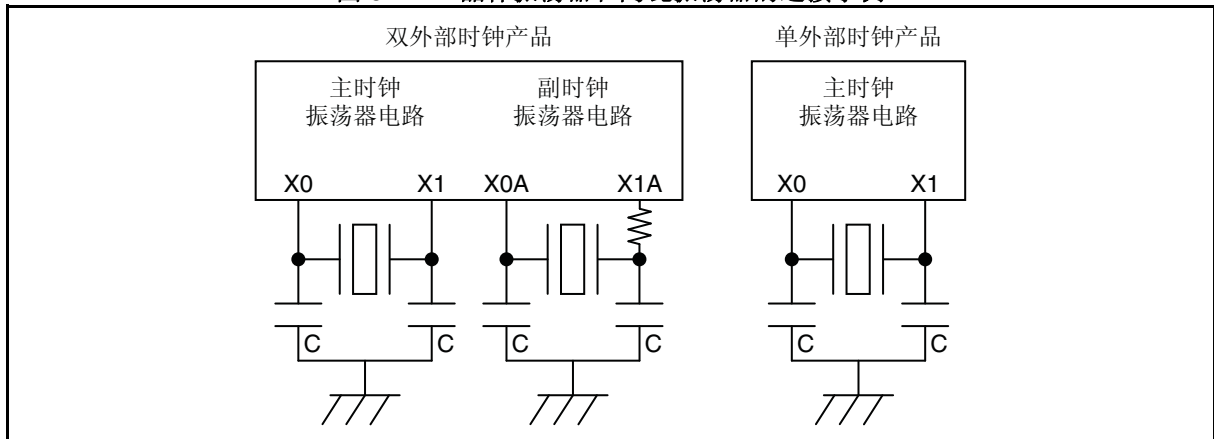 双外部时钟产品
单外部时钟产品
主时钟
振荡器电路
副时钟
振荡器电路
主时钟
振荡器电路
X0 X1 X0A X1A
X0 X1
C C C C
C C